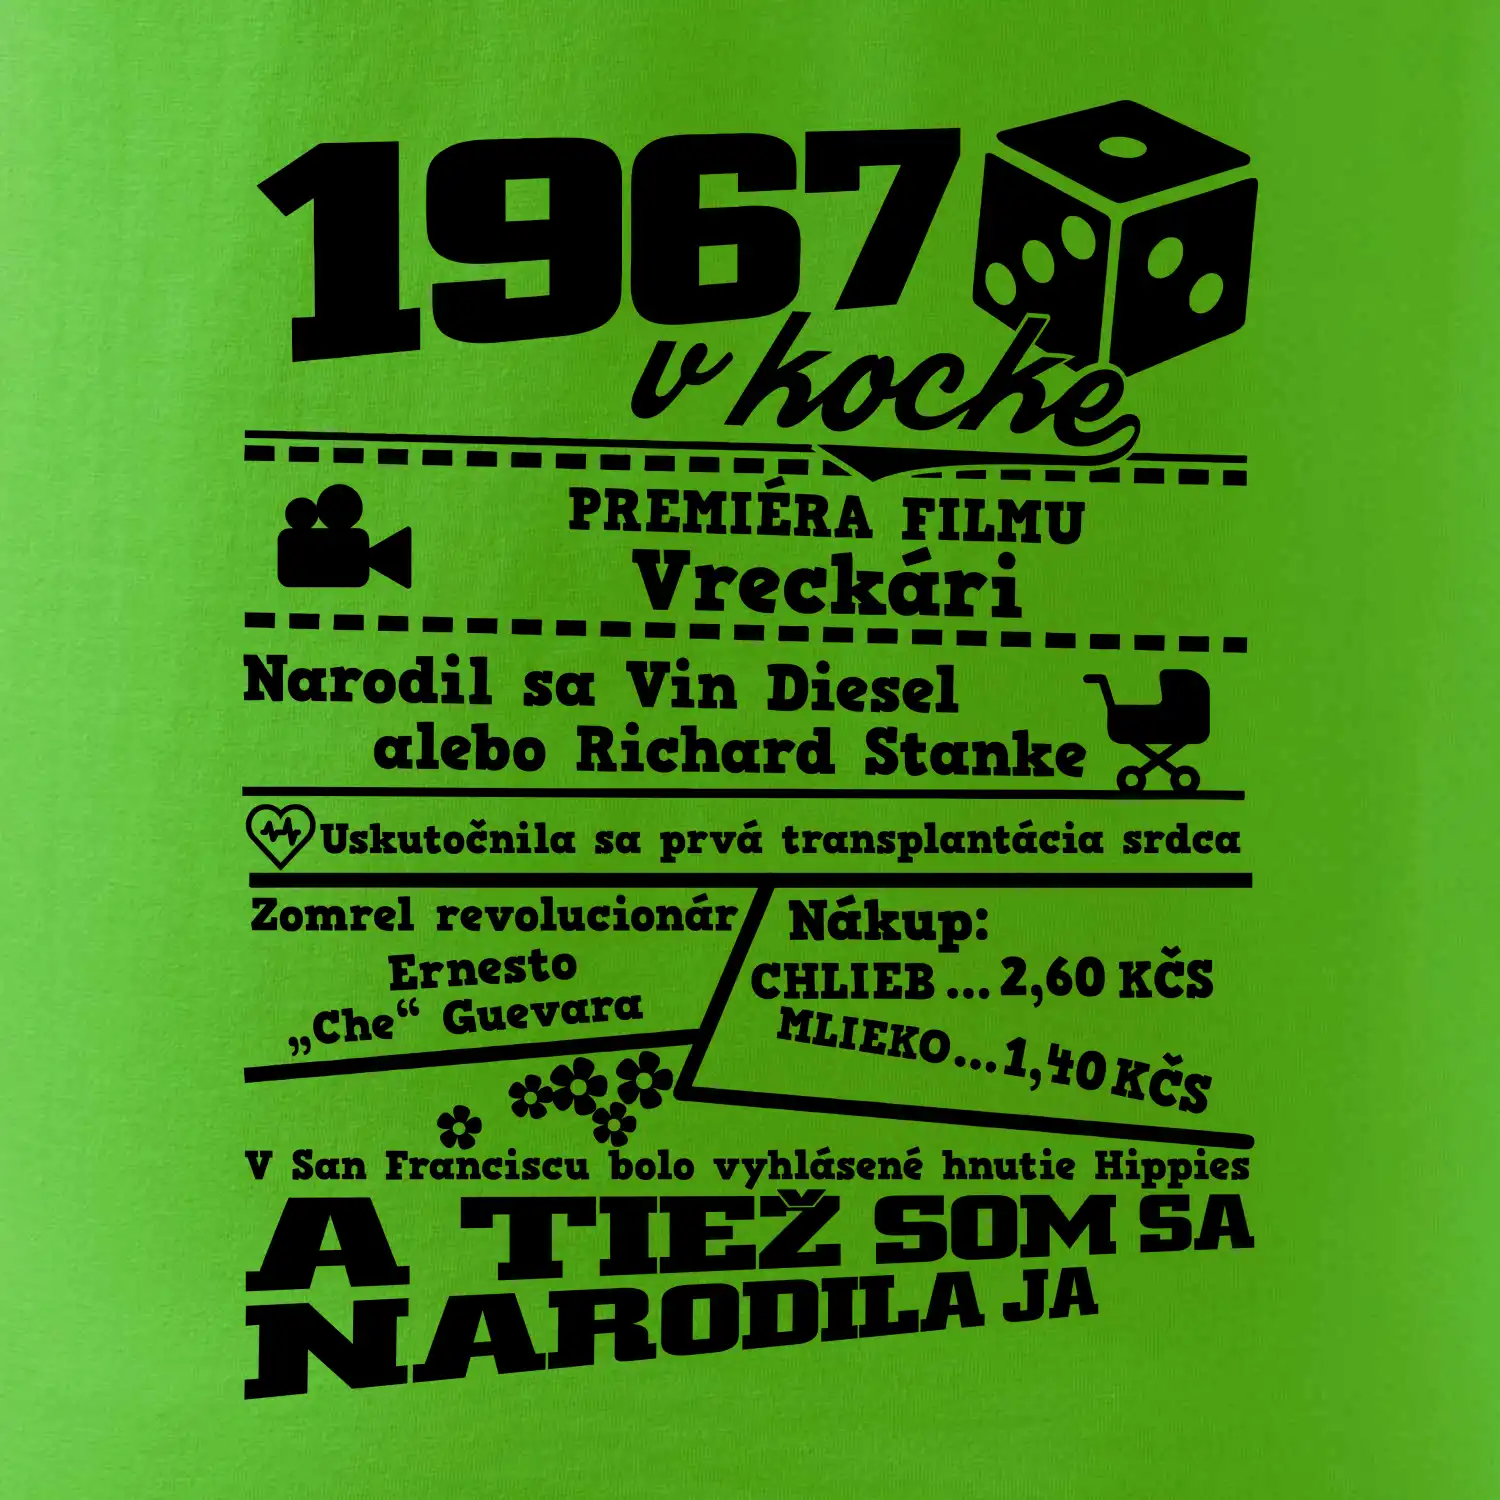 1967
v kocke
PREMIÉRA FILMU
Vreckári
Narodil sa Vin Diesel
alebo Richard Stanke
Uskutočnila sa prvá transplantácia srdca
Zomrel revolucionár
Ernesto
„Che“ Guevara
Nákup:
CHLIEB ... 2,60 KČS
MLIEKO... 1,40 KČS
V San Franciscu bolo vyhlásené hnutie Hippies
A TIEŽ SOM SA
NARODILA JA